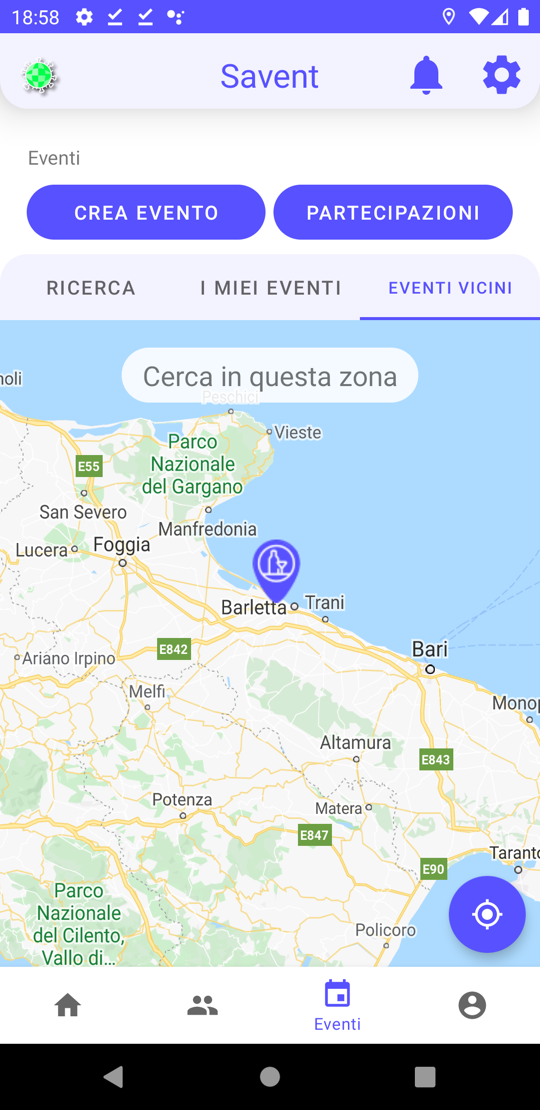 18:58
Savent
Eventi
CREA EVENTO
PARTECIPAZIONI
RICERCA
I MIEI EVENTI
EVENTI VICINI
Cerca in questa zona
noli
Peschici
Vieste
Parco
Nazionale
del Gargano
E55
San Severo
Manfredonia
Lucera
Foggia
Barletta
Trani
E842
Bari
Ariano Irpino
Melfi
Monop
Altamura
E843
Potenza
Matera
E847
Taranto
E90
Parco
Nazionale
del Cilento,
Vallo di...
Policoro
Eventi